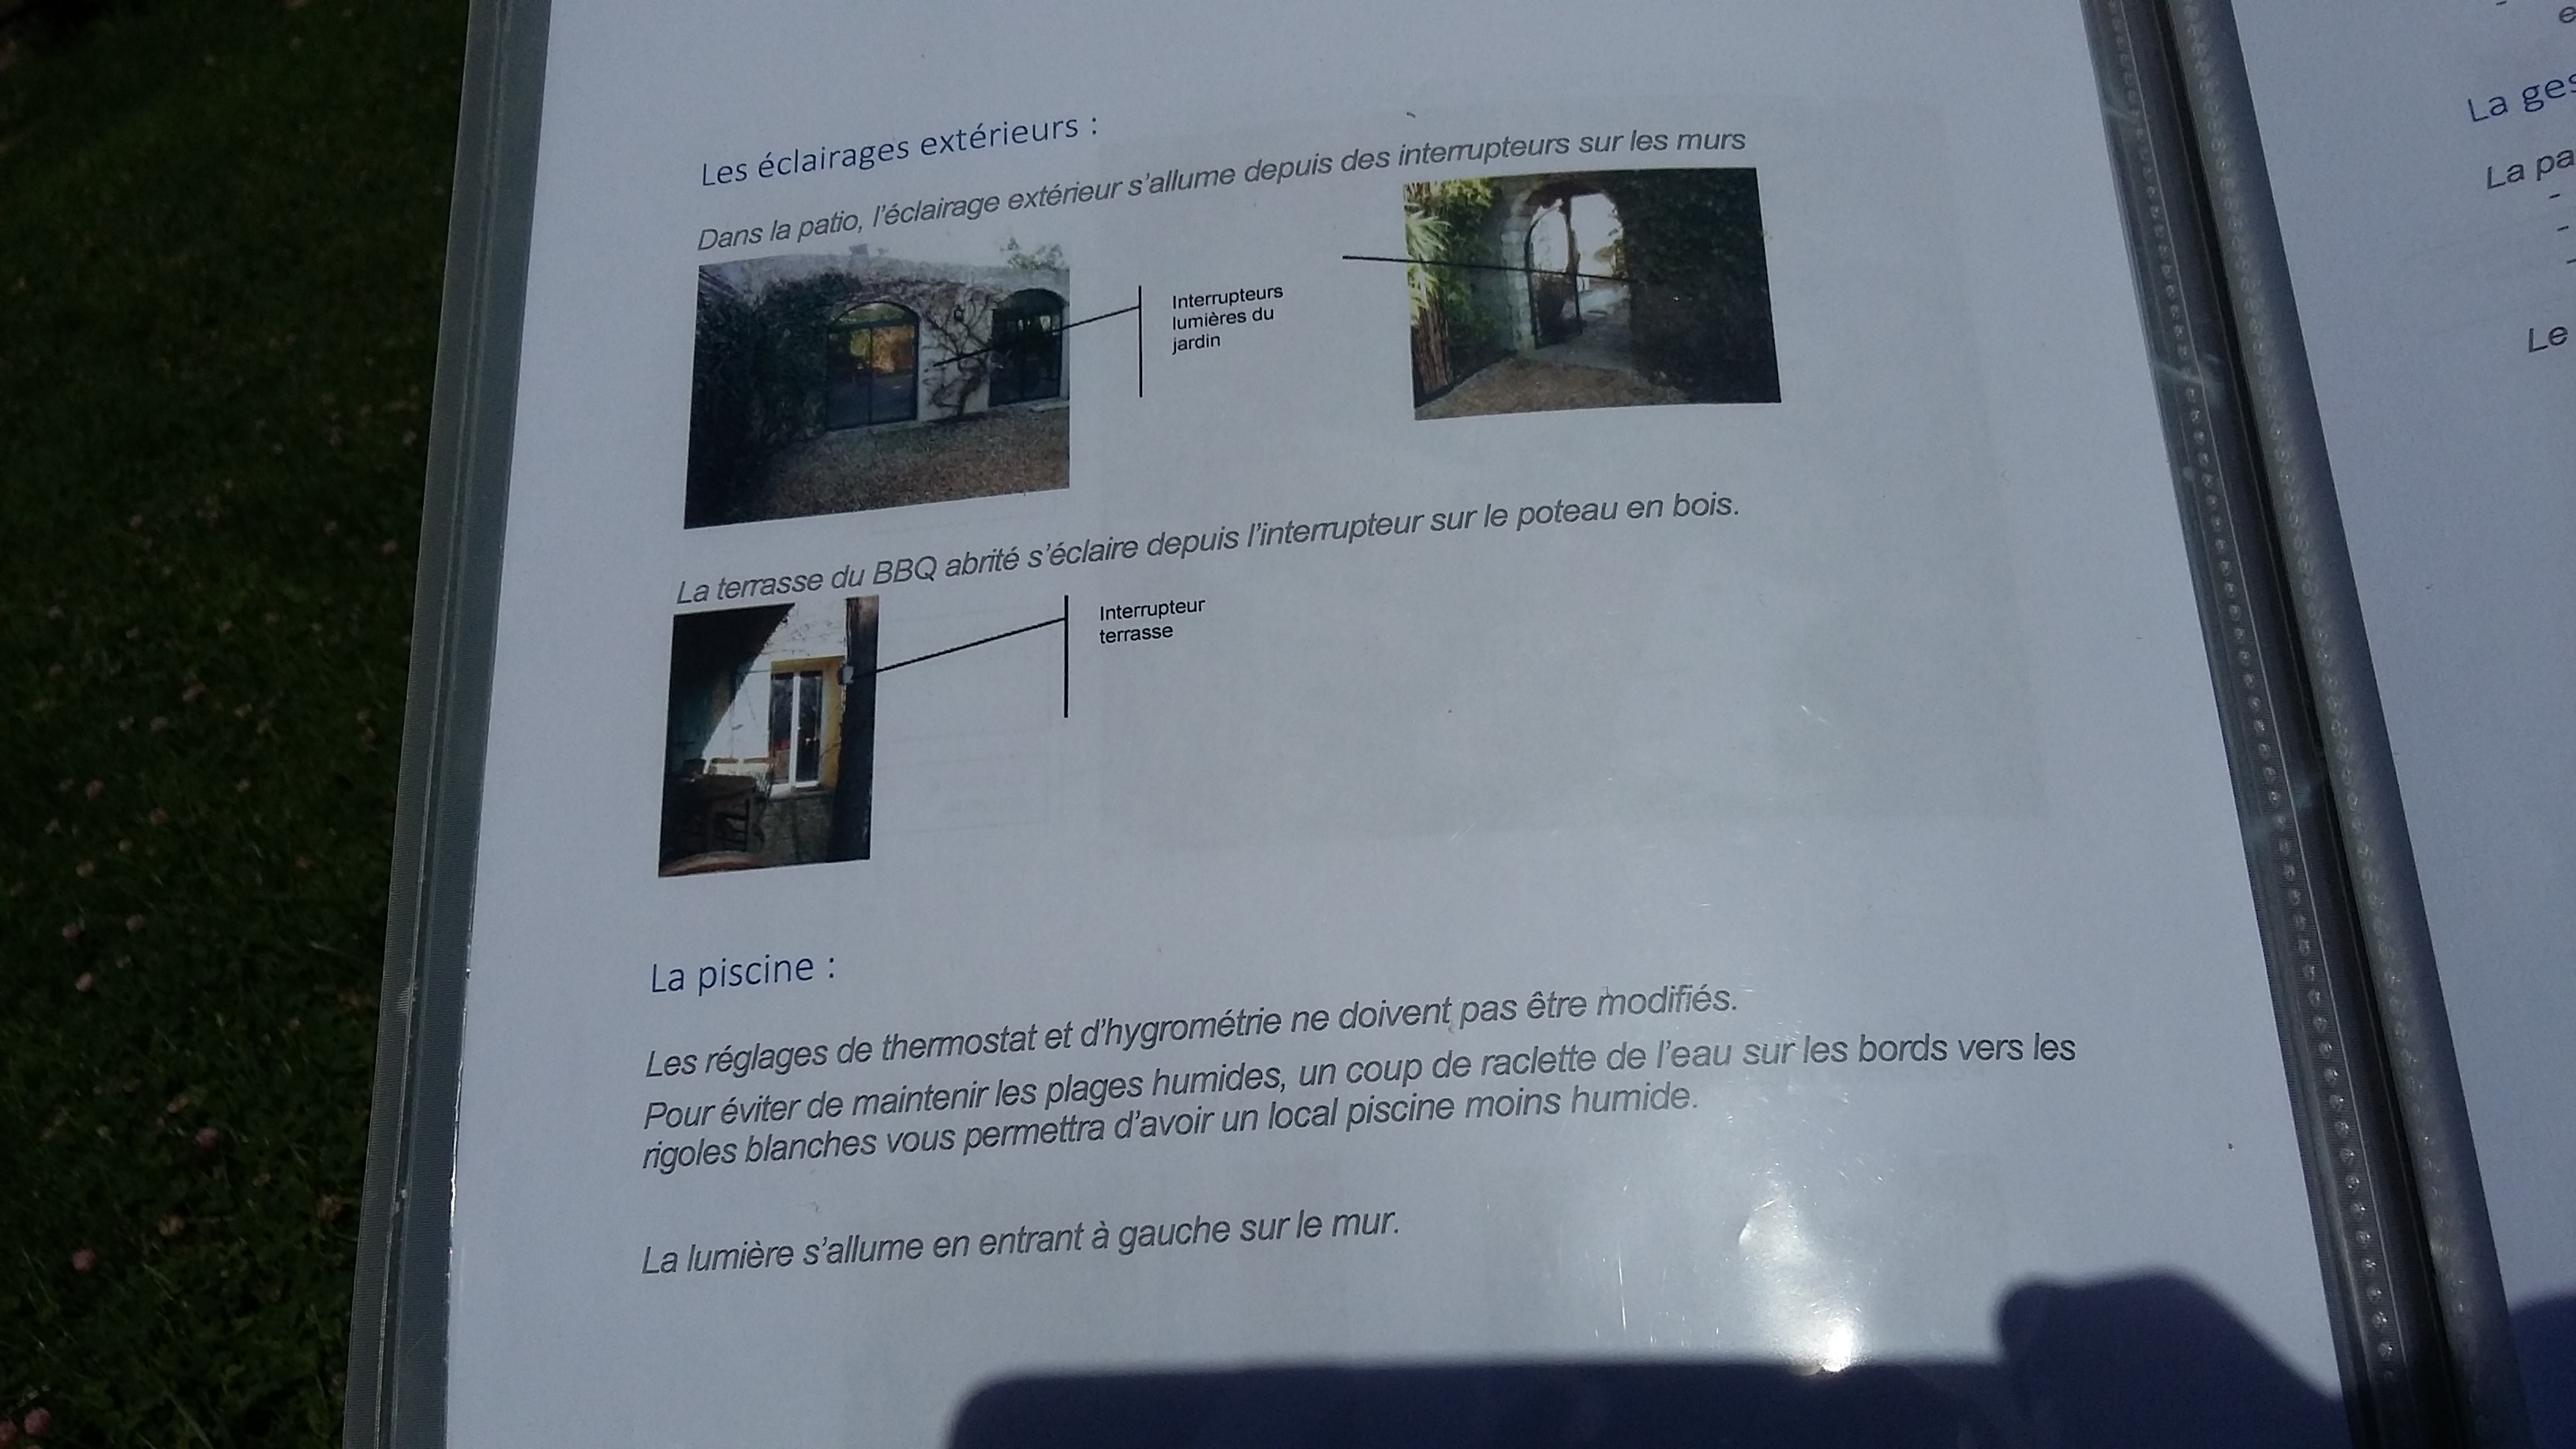 Les éclairages extérieurs :
Dans la patio, l'éclairage extérieur s'allume depuis des interrupteurs sur les murs
Interrupteurs
lumières du
jardin
La terrasse du BBQ abrité s'éclaire depuis l'interrupteur sur le poteau en bois.
Interrupteur
terrasse
La piscine :
Les réglages de thermostat et d'hygrométrie ne doivent pas être modifiés.
Pour éviter de maintenir les plages humides, un coup de raclette de l'eau sur les bords vers les
rigoles blanches vous permettra d'avoir un local piscine moins humide.
La lumière s'allume en entrant à gauche sur le mur.
La
La
Le